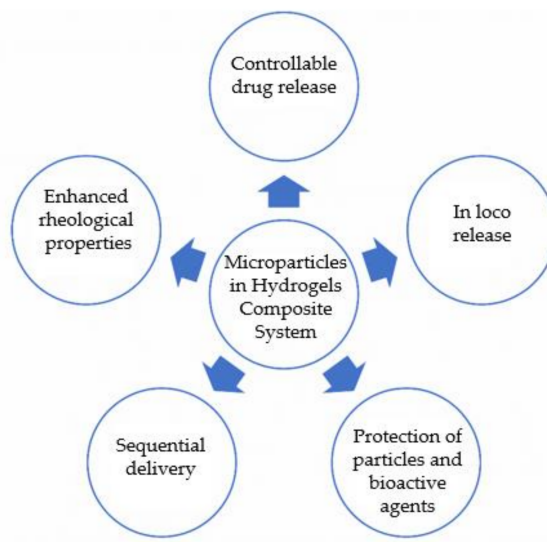 Controllable
drug release
Enhanced
rheological
properties
In loco
release
Microparticles
in Hydrogels
Composite
System
Sequential
delivery
Protection of
particles and
bioactive
agents